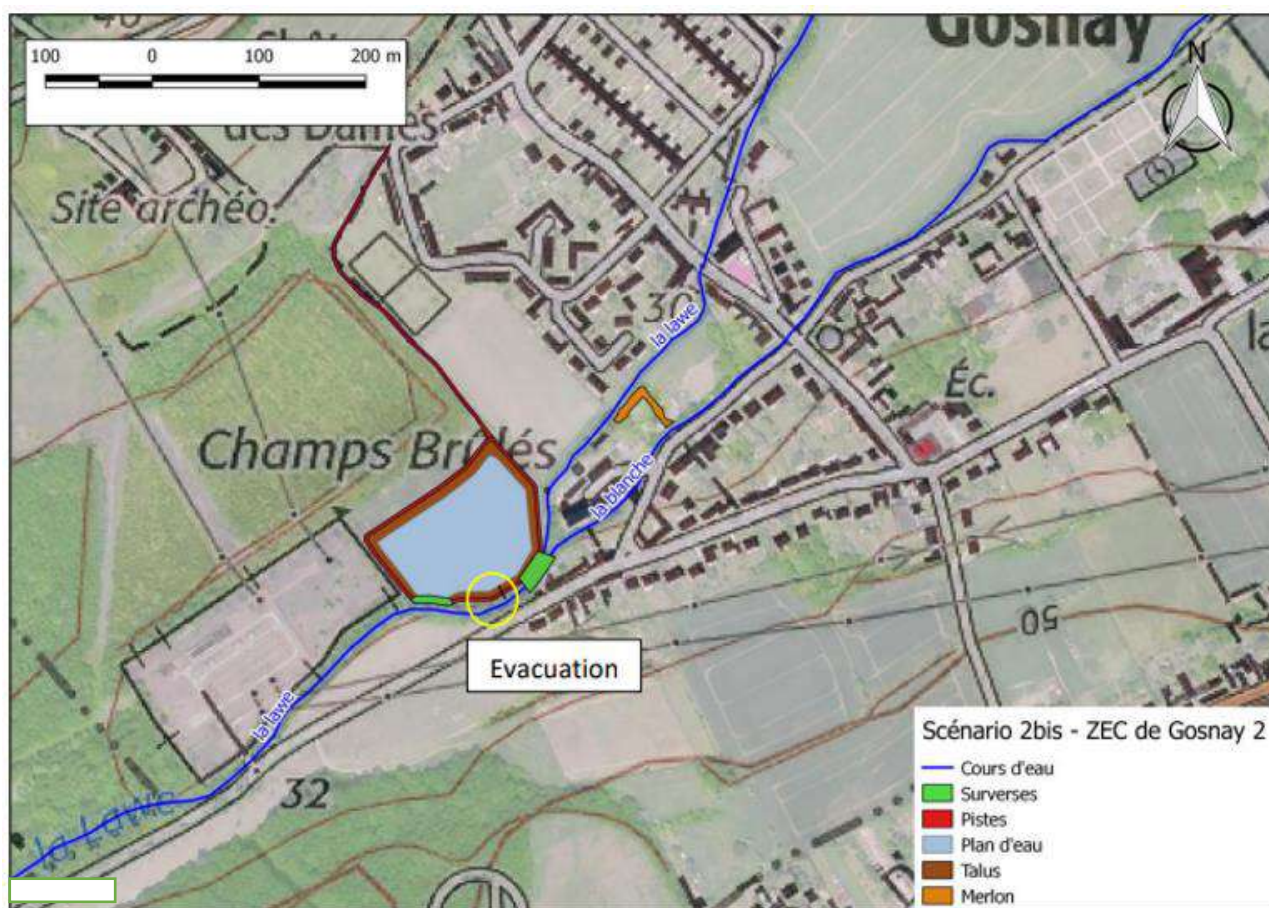 Gosnay
100 0 100 200 m
N
des Dames
Site archéo.
30
la lawe
Éc.
la
Champs Brûlés
la blanche
50
Evacuation
la lawe
32
la Lawe
Scénario 2bis - ZEC de Gosnay 2
Cours d'eau
Surverses
Pistes
Plan d'eau
Talus
Merlon